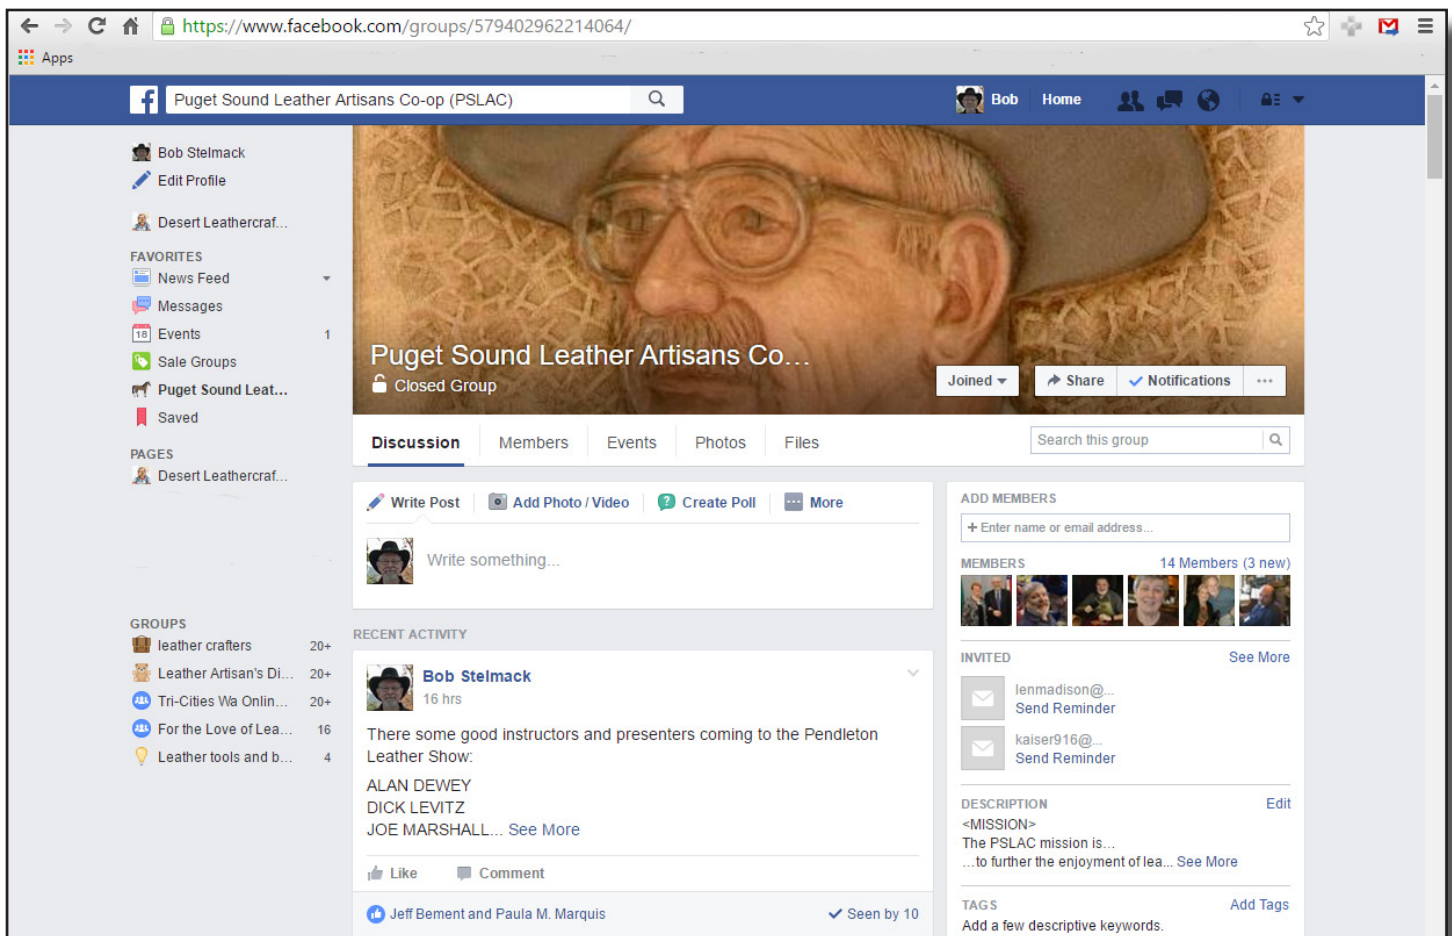 https://www.facebook.com/groups/579402962214064/
Apps
Puget Sound Leather Artisans Co-op (PSLAC)
Bob
Home
Bob Stelmack
Edit Profile
Desert Leathercraf...
FAVORITES
News Feed
Messages
18 Events 1
Sale Groups
Puget Sound Leat...
Saved
PAGES
Desert Leathercraf...
GROUPS
leather crafters 20+
Leather Artisan's Di... 20+
Tri-Cities Wa Onlin... 20+
For the Love of Lea... 16
Leather tools and b... 4
Puget Sound Leather Artisans Co...
Closed Group
Joined
Share
Notifications
Discussion
Members
Events
Photos
Files
Search this group
Write Post
Add Photo / Video
Create Poll
More
Write something...
RECENT ACTIVITY
Bob Stelmack
16 hrs
There some good instructors and presenters coming to the Pendleton
Leather Show:
ALAN DEWEY
DICK LEVITZ
JOE MARSHALL... See More
Like
Comment
Jeff Bement and Paula M. Marquis
Seen by 10
ADD MEMBERS
+ Enter name or email address...
MEMBERS
14 Members (3 new)
INVITED
See More
lenmadison@...
Send Reminder
kaiser916@...
Send Reminder
DESCRIPTION
Edit
<MISSION>
The PSLAC mission is...
...to further the enjoyment of lea... See More
TAGS
Add Tags
Add a few descriptive keywords.